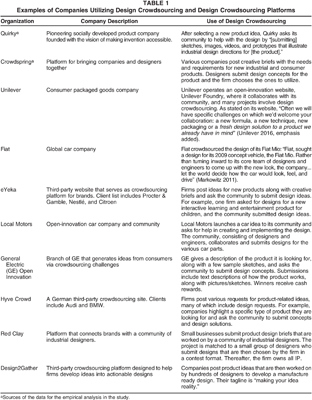 TABLE 1
Examples of Companies Utilizing Design Crowdsourcing and Design Crowdsourcing Platforms
Organization Company Description Use of Design Crowdsourcing
Quirkyᵃ Pioneering socially developed product company After selecting a new product idea, Quirky asks its
founded with the vision of making invention accessible. community to help with the design by "[submitting]
sketches, images, videos, and prototypes that illustrate
industrial design directions for [the product]."
Crowdspringᵃ Platform for bringing companies and designers Various companies post creative briefs with the needs
together and requirements for new industrial and consumer
products. Designers submit design concepts for the
product and the firm chooses the one to utilize.
Unilever Consumer packaged goods company Unilever operates an open-innovation website,
Unilever Foundry, where it collaborates with its
community, and many projects involve design
crowdsourcing. As stated on its website, "Often we will
have specific challenges on which we'd welcome your
collaboration: a new formula, a new technique, new
packaging or a fresh design solution to a product we
already have in mind" (Unilever 2016, emphasis
added).
Fiat Global car company Fiat crowdsourced the design of its Fiat Mio: "Fiat, sought
a design for its 2009 concept vehicle, the Fiat Mio. Rather
than turning inward to its core team of designers and
engineers to come up with the new look, the company…
let the world decide how the car would look, feel, and
drive" (Markowitz 2011).
eYeka Third-party website that serves as crowdsourcing Firms post ideas for new products along with creative
platform for brands. Client list includes Procter & briefs and ask the community to submit design ideas.
Gamble, Nestlé, and Citroen For example, one firm asked for designs for a new
interactive learning and entertainment product for
children, and the community submitted design ideas.
Local Motors Open-innovation car company and community Local Motors launches a car idea to its community and
asks for help in creating and implementing the design.
The community, consisting of designers and
engineers, collaborates and submits designs for the
various car parts.
General Branch of GE that generates ideas from consumers GE gives a description of the product it is looking for,
Electric via crowdsourcing challenges along with a few sample sketches, and asks the
(GE) Open community to submit design concepts. Submissions
Innovation include text descriptions of how the product works,
along with pictures/sketches. Winners receive cash
rewards.
Hyve Crowd A German third-party crowdsourcing site. Clients Firms post various requests for product-related ideas,
include Audi and BMW. many of which include design requests. For example,
companies highlight a specific type of product they are
looking for and ask the community to submit concepts
and design solutions.
Red Clay Platform that connects brands with a community of Small businesses submit product design briefs that are
industrial designers. worked on by a community of industrial designers. The
project is matched to a small group of designers who
submit designs that are then chosen by the firm in
a contest format. Thereafter, the firm owns all IP.
Design2Gather Third-party crowdsourcing platform designed to help Companies post product ideas that are then worked on
firms develop ideas into actionable designs by hundreds of designers to develop a manufacture
ready design. Their tagline is "making your idea
reality."
ᵃSources of the data for the empirical analysis in the study.